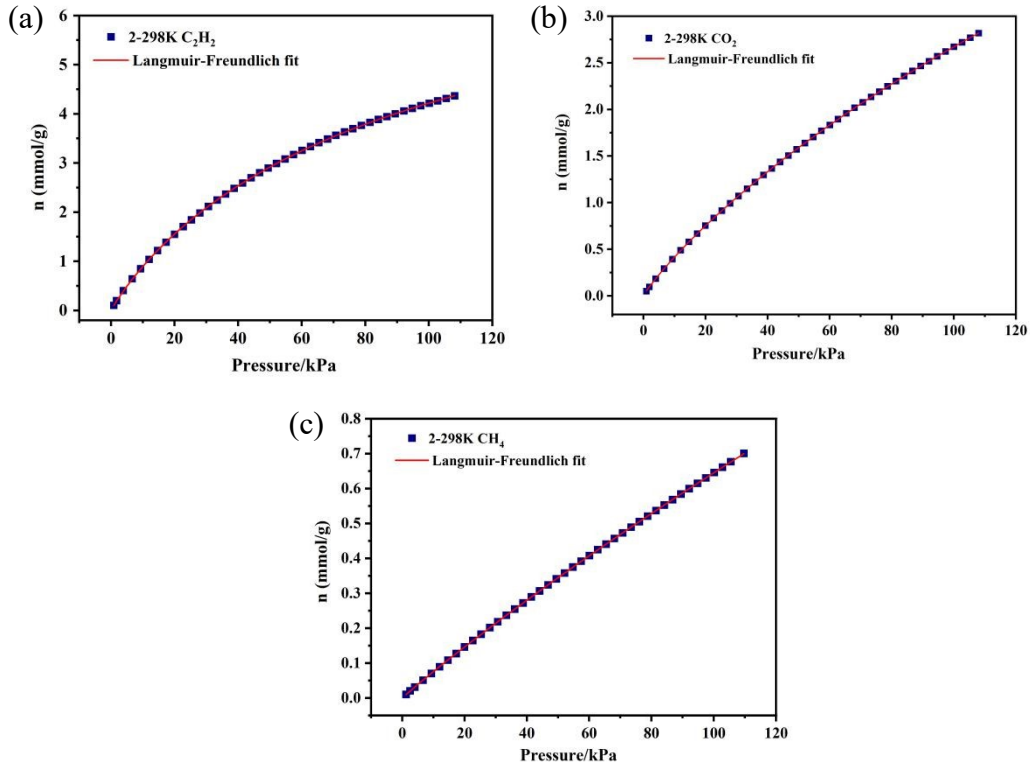 (a)
2-298K C₂H₂
Langmuir-Freundlich fit
n (mmol/g)
6
5
4
3
2
1
0
0 20 40 60 80 100 120
Pressure/kPa
(b)
2-298K CO₂
Langmuir-Freundlich fit
n (mmol/g)
3.0
2.5
2.0
1.5
1.0
0.5
0.0
0 20 40 60 80 100 120
Pressure/kPa
(c)
2-298K CH₄
Langmuir-Freundlich fit
n (mmol/g)
0.8
0.7
0.6
0.5
0.4
0.3
0.2
0.1
0.0
0 20 40 60 80 100 120
Pressure/kPa